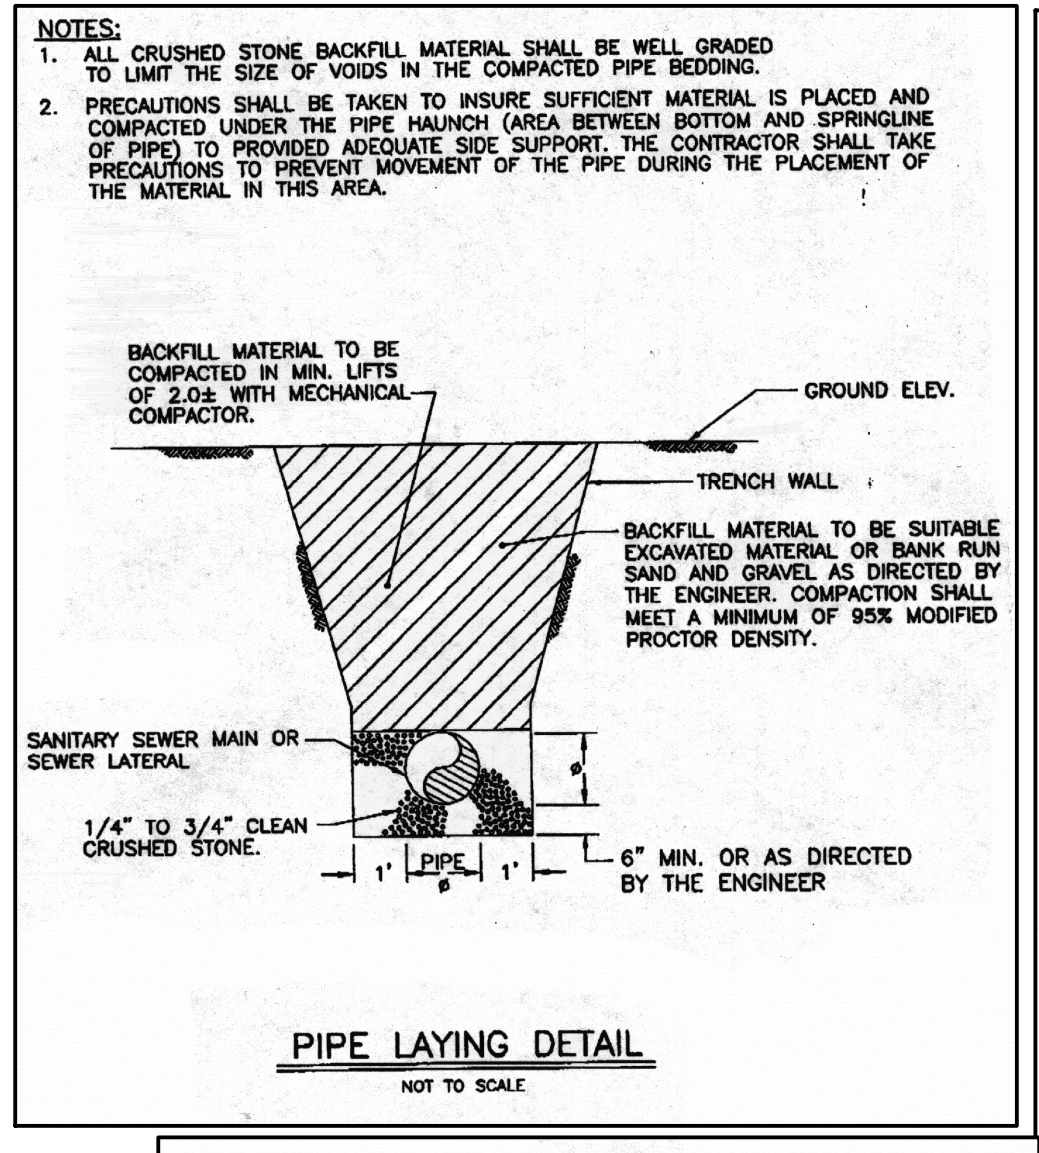 NOTES:
1. ALL CRUSHED STONE BACKFILL MATERIAL SHALL BE WELL GRADED
TO LIMIT THE SIZE OF VOIDS IN THE COMPACTED PIPE BEDDING.
2. PRECAUTIONS SHALL BE TAKEN TO INSURE SUFFICIENT MATERIAL IS PLACED AND
COMPACTED UNDER THE PIPE HAUNCH (AREA BETWEEN BOTTOM AND SPRINGLINE
OF PIPE) TO PROVIDED ADEQUATE SIDE SUPPORT. THE CONTRACTOR SHALL TAKE
PRECAUTIONS TO PREVENT MOVEMENT OF THE PIPE DURING THE PLACEMENT OF
THE MATERIAL IN THIS AREA.
BACKFILL MATERIAL TO BE
COMPACTED IN MIN. LIFTS
OF 2.0± WITH MECHANICAL
COMPACTOR.
GROUND ELEV.
TRENCH WALL
BACKFILL MATERIAL TO BE SUITABLE
EXCAVATED MATERIAL OR BANK RUN
SAND AND GRAVEL AS DIRECTED BY
THE ENGINEER. COMPACTION SHALL
MEET A MINIMUM OF 95% MODIFIED
PROCTOR DENSITY.
SANITARY SEWER MAIN OR
SEWER LATERAL
ø
1/4" TO 3/4" CLEAN
CRUSHED STONE.
1' PIPE ø 1'
6" MIN. OR AS DIRECTED
BY THE ENGINEER
PIPE LAYING DETAIL
NOT TO SCALE